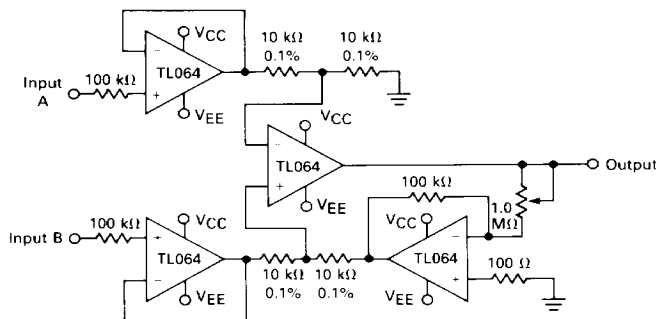 VCC
10 kΩ
0.1%
10 kΩ
0.1%
Input
A
100 kΩ
−
+
TL064
VEE
VCC
−
+
TL064
VEE
Output
100 kΩ
1.0
MΩ
Input B
100 kΩ
VCC
+
−
TL064
VEE
10 kΩ
0.1%
10 kΩ
0.1%
VCC
−
+
TL064
VEE
100 Ω